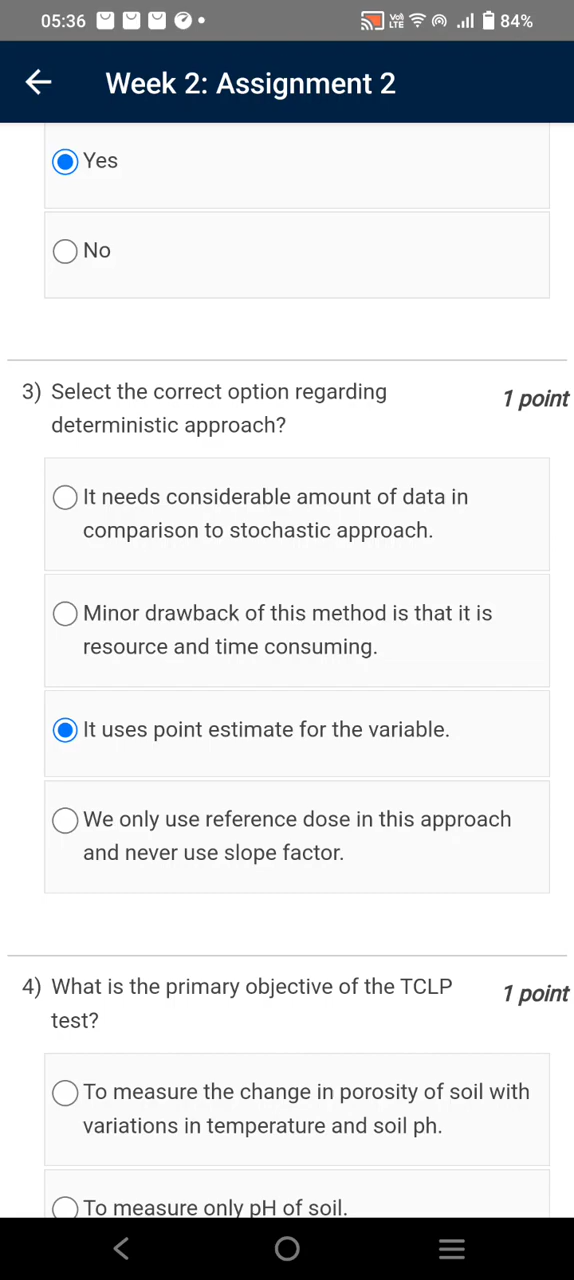 05:36
Vo))
LTE
84%
Week 2: Assignment 2
Yes
No
3) Select the correct option regarding
deterministic approach?
1 point
It needs considerable amount of data in
comparison to stochastic approach.
Minor drawback of this method is that it is
resource and time consuming.
It uses point estimate for the variable.
We only use reference dose in this approach
and never use slope factor.
4) What is the primary objective of the TCLP
test?
1 point
To measure the change in porosity of soil with
variations in temperature and soil ph.
To measure only pH of soil.